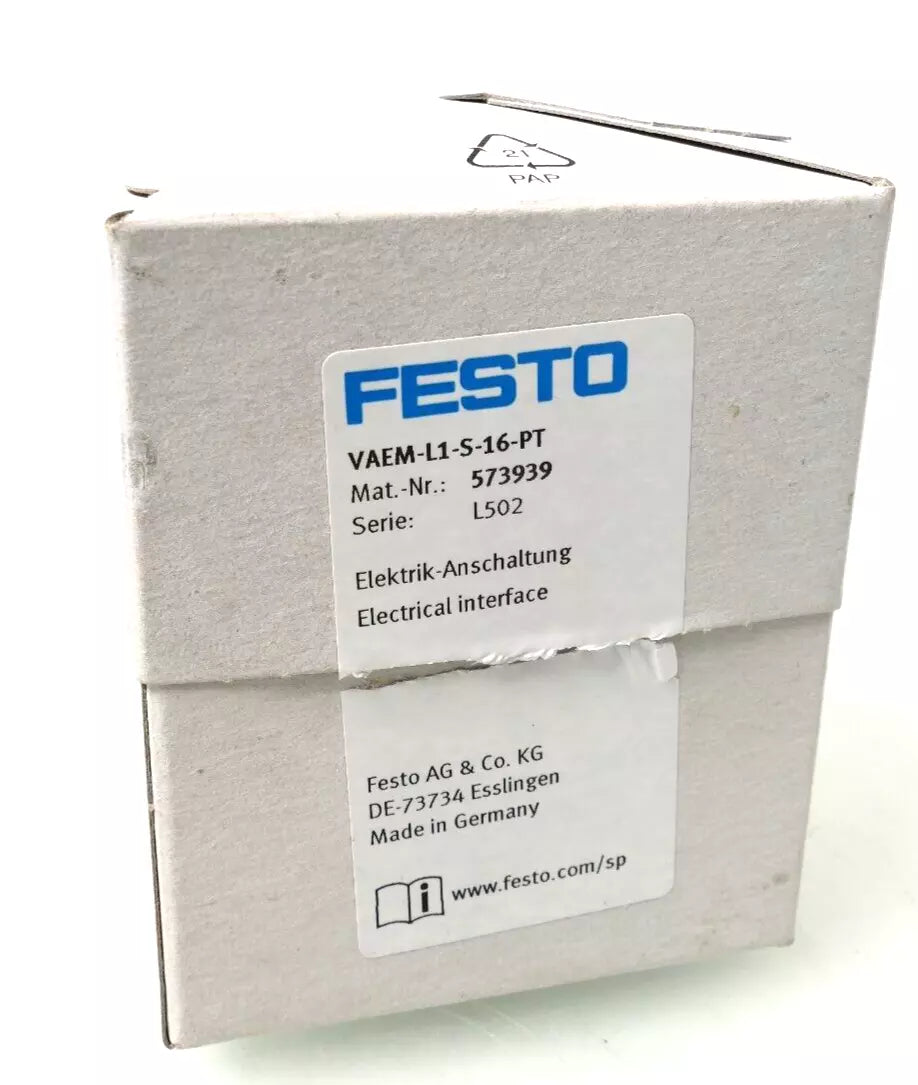 21
PAP
FESTO
VAEM-L1-S-16-PT
Mat.-Nr.: 573939
Serie: L502
Elektrik-Anschaltung
Electrical interface
Festo AG & Co. KG
DE-73734 Esslingen
Made in Germany
i www.festo.com/sp